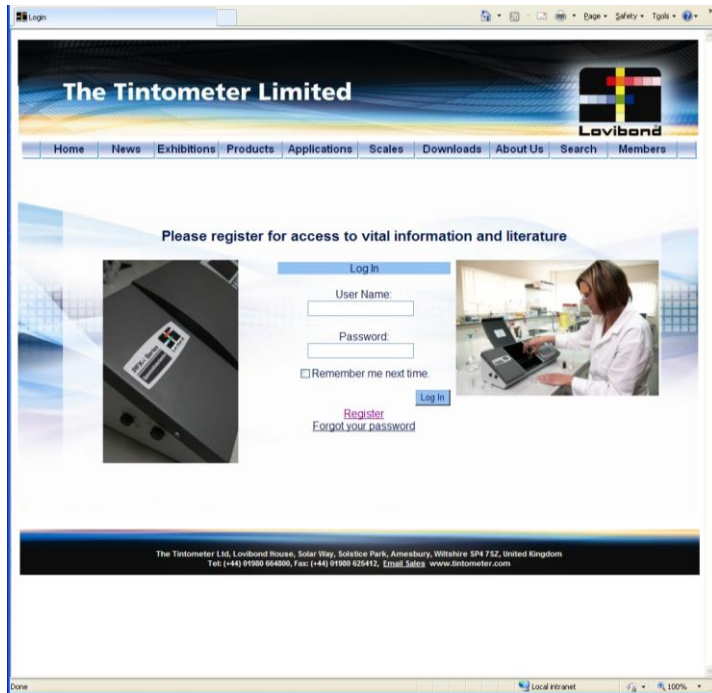 Login
Page Safety Tools
The Tintometer Limited
Lovibond
Home News Exhibitions Products Applications Scales Downloads About Us Search Members
Please register for access to vital information and literature
Log In
User Name:
Password:
Remember me next time.
Log In
Register
Forgot your password
The Tintometer Ltd, Lovibond House, Solar Way, Solstice Park, Amesbury, Wiltshire SP4 7SZ, United Kingdom
Tel: (+44) 01980 664800, Fax: (+44) 01980 625412, Email Sales www.tintometer.com
Done Local intranet 100%